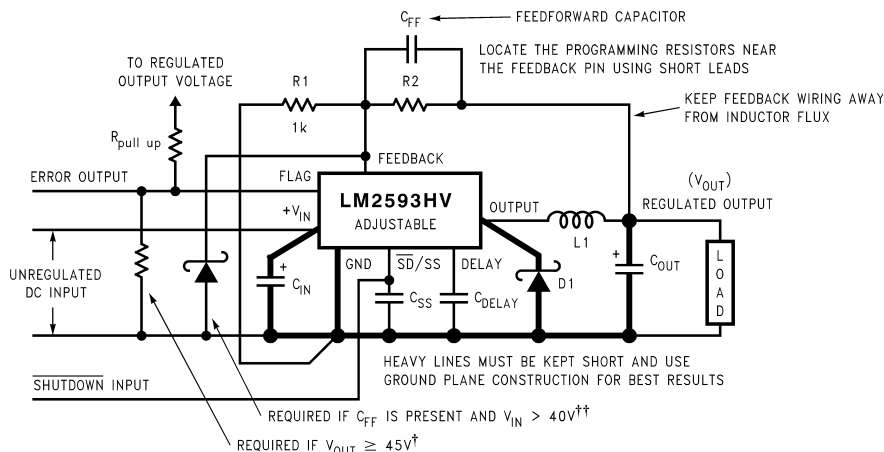 C_FF
FEEDFORWARD CAPACITOR
LOCATE THE PROGRAMMING RESISTORS NEAR
THE FEEDBACK PIN USING SHORT LEADS
TO REGULATED
OUTPUT VOLTAGE
R1
1k
R2
KEEP FEEDBACK WIRING AWAY
FROM INDUCTOR FLUX
R_pull up
FEEDBACK
ERROR OUTPUT
FLAG
LM2593HV
ADJUSTABLE
OUTPUT
(V_OUT)
REGULATED OUTPUT
+V_IN
L1
UNREGULATED
DC INPUT
+
C_IN
GND
S̅D̅/SS
DELAY
C_SS
C_DELAY
D1
+
C_OUT
LOAD
HEAVY LINES MUST BE KEPT SHORT AND USE
GROUND PLANE CONSTRUCTION FOR BEST RESULTS
S̅H̅U̅T̅D̅O̅W̅N̅ INPUT
REQUIRED IF C_FF IS PRESENT AND V_IN > 40V††
REQUIRED IF V_OUT ≥ 45V†